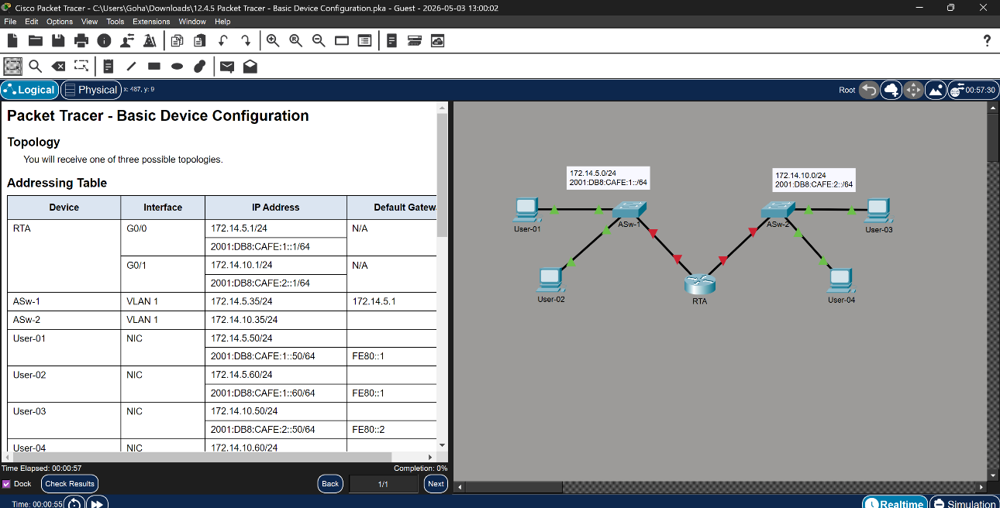 Cisco Packet Tracer - C:\Users\Goha\Downloads\12.4.5 Packet Tracer - Basic Device Configuration.pka - Guest - 2026-05-03 13:00:02
File Edit Options View Tools Extensions Window Help
Logical Physical x: 487, y: 9 Root 00:57:30
Packet Tracer - Basic Device Configuration
Topology
You will receive one of three possible topologies.
Addressing Table
Device Interface IP Address Default Gatew
RTA G0/0 172.14.5.1/24 N/A
2001:DB8:CAFE:1::1/64
G0/1 172.14.10.1/24 N/A
2001:DB8:CAFE:2::1/64
ASw-1 VLAN 1 172.14.5.35/24 172.14.5.1
ASw-2 VLAN 1 172.14.10.35/24
User-01 NIC 172.14.5.50/24
2001:DB8:CAFE:1::50/64 FE80::1
User-02 NIC 172.14.5.60/24
2001:DB8:CAFE:1::60/64 FE80::1
User-03 NIC 172.14.10.50/24
2001:DB8:CAFE:2::50/64 FE80::2
User-04 NIC 172.14.10.60/24
172.14.5.0/24
2001:DB8:CAFE:1::/64
172.14.10.0/24
2001:DB8:CAFE:2::/64
User-01
ASw-1
ASw-2
User-03
User-02
RTA
User-04
Time Elapsed: 00:00:57 Completion: 0%
Dock Check Results Back 1/1 Next
Time: 00:00:55 Realtime Simulation